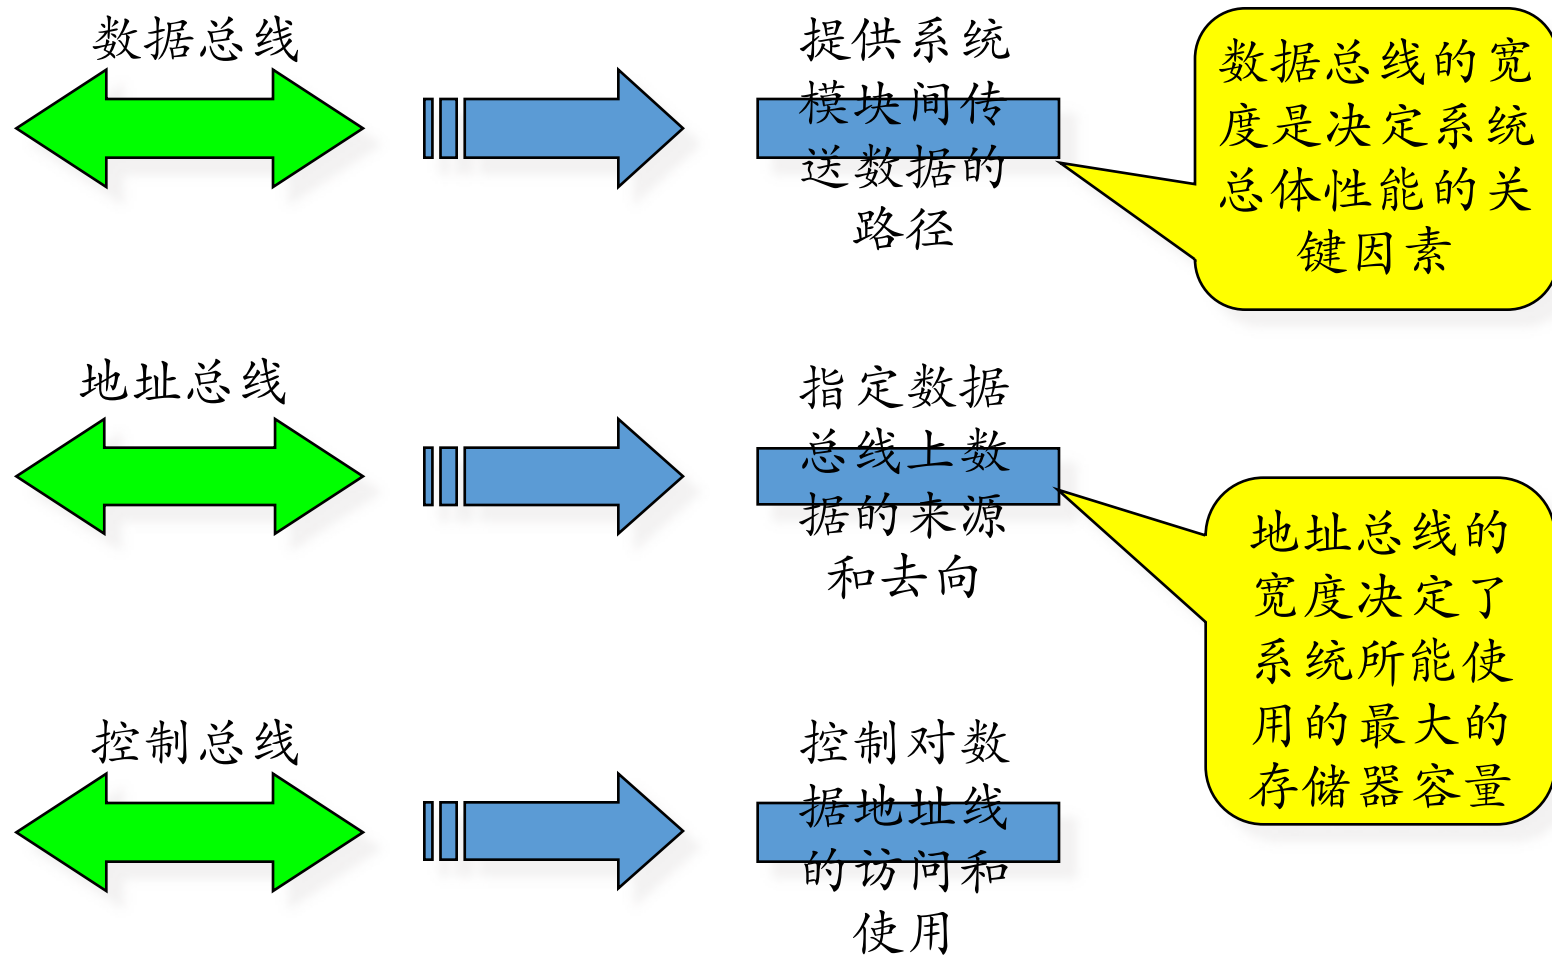 数据总线
提供系统
模块间传
送数据的
路径
数据总线的宽
度是决定系统
总体性能的关
键因素
地址总线
指定数据
总线上数
据的来源
和去向
地址总线的
宽度决定了
系统所能使
用的最大的
存储器容量
控制总线
控制对数
据地址线
的访问和
使用